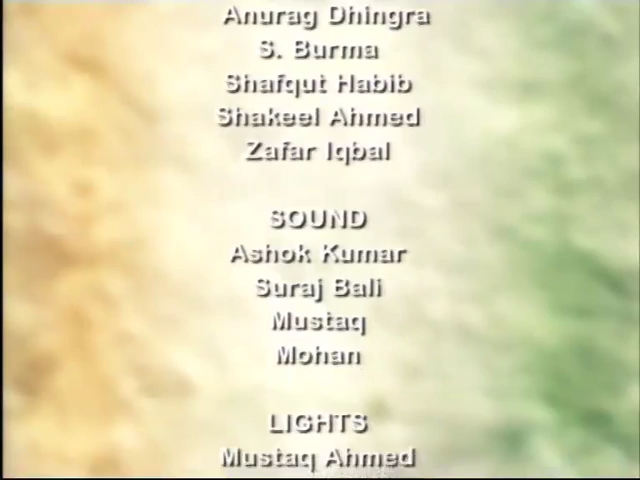 Anurag Dhingra
S. Burma
Shafqut Habib
Shakeel Ahmed
Zafar Iqbal
SOUND
Ashok Kumar
Suraj Bali
Mustaq
Mohan
LIGHTS
Mustaq Ahmed